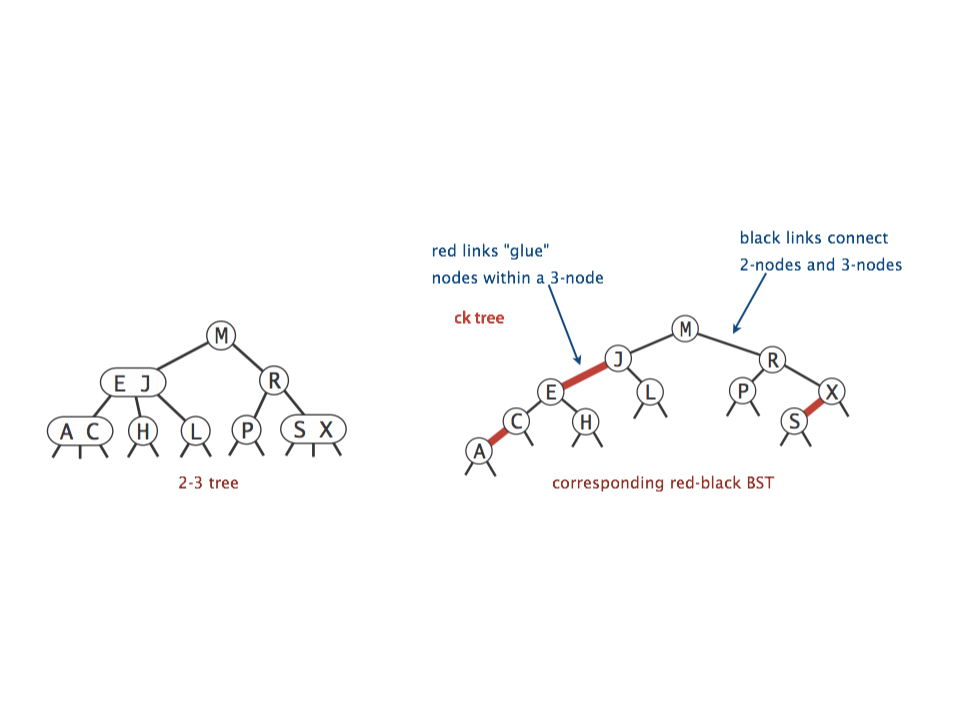 black links connect
2-nodes and 3-nodes
red links "glue"
nodes within a 3-node
ck tree
M
E J
R
A C
H
L
P
S X
2-3 tree
M
J
R
E
L
P
X
C
H
S
A
corresponding red-black BST